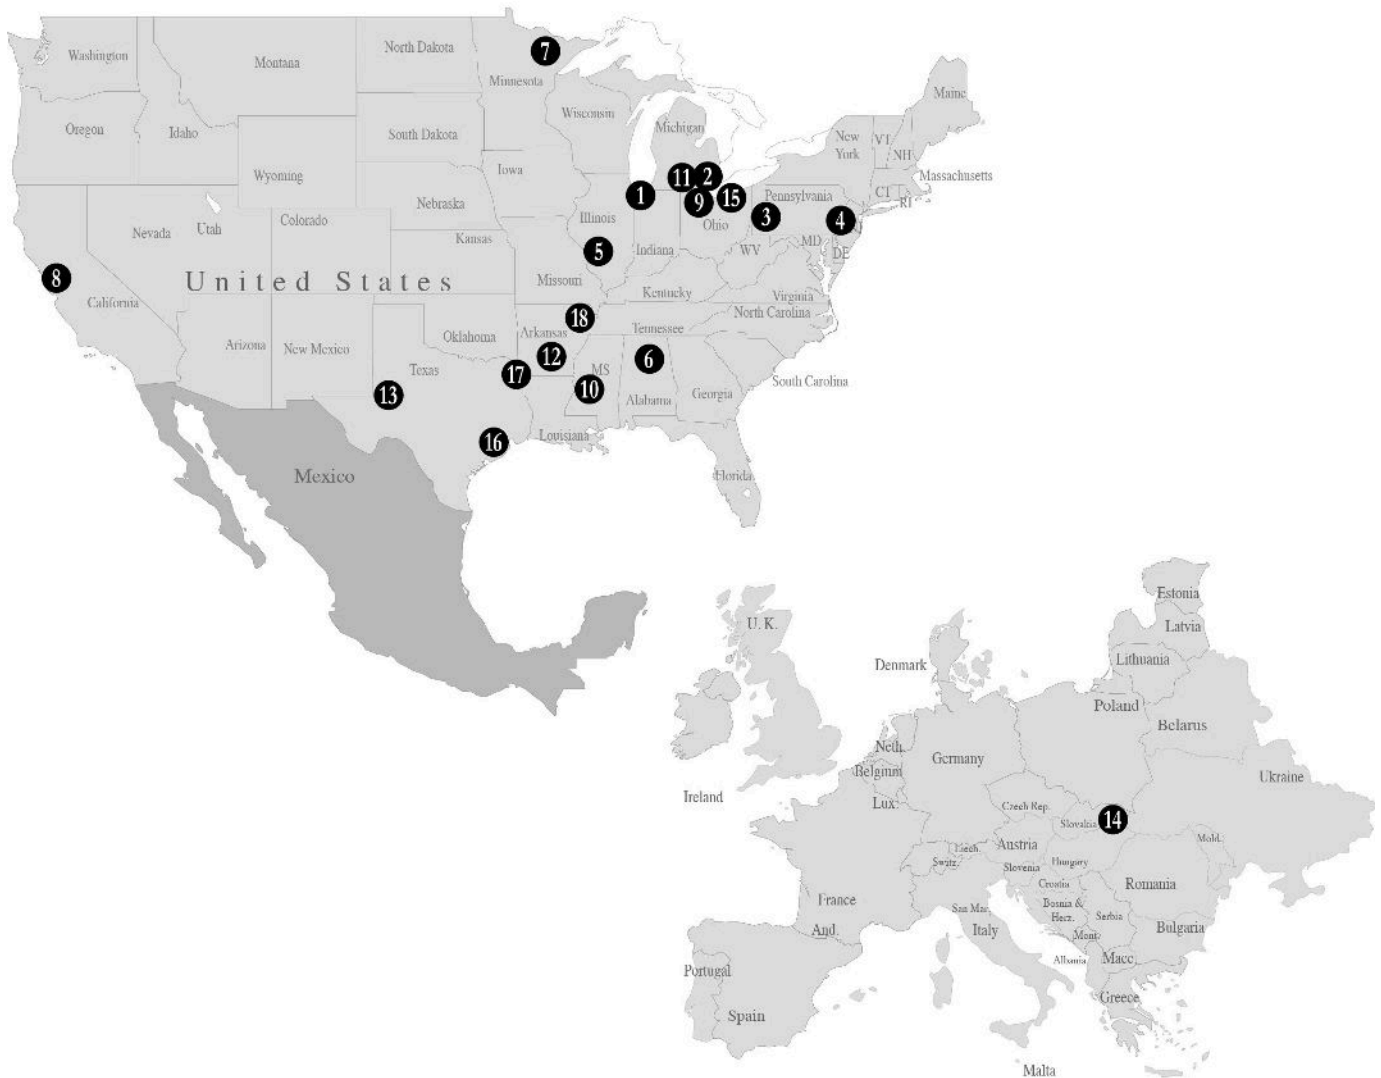 Washington
Montana
North Dakota
7
Minnesota
Maine
Oregon
Idaho
South Dakota
Wisconsin
Michigan
New
York
VT
NH
Wyoming
Iowa
11
2
Massachusetts
Nebraska
1
9
15
Pennsylvania
CT
RI
Nevada
Utah
Colorado
Kansas
Illinois
Ohio
3
4
5
Indiana
WV
MD
DE
8
California
United States
Missouri
Kentucky
Virginia
18
Tennessee
North Carolina
Arizona
New Mexico
Oklahoma
Arkansas
12
6
Texas
17
MS
South Carolina
13
10
Alabama
Georgia
16
Louisiana
Mexico
Florida
Estonia
U.K.
Latvia
Denmark
Lithuania
Poland
Belarus
Neth.
Germany
Belgium
Ukraine
Ireland
Lux.
Czech Rep.
Slovakia
14
Liech.
Austria
Mold.
Switz.
Slovenia
Hungary
Croatia
Romania
France
San Mar.
Bosnia &
Herz.
Serbia
And.
Italy
Mont.
Bulgaria
Albania
Macc.
Portugal
Greece
Spain
Malta